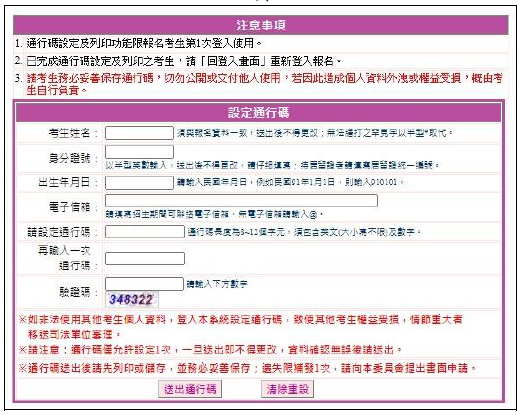 注意事項
1. 通行碼設定及列印功能限報名考生第1次登入使用。
2. 已完成通行碼設定及列印之考生，請「回登入畫面」重新登入報名。
3. 請考生務必妥善保存通行碼，切勿公開或交付他人使用，若因此造成個人資料外洩或權益受損，概由考
生自行負責。
設定通行碼
考生姓名： 須與報名資料一致，送出後不得更改；無法繕打之罕見字以半型*取代。
身分證號：
以半型英數輸入，送出後不得更改，請仔細填寫；持居留證者請填寫居留證統一編號。
出生年月日： 請輸入民國年月日，例如民國91年1月1日，則輸入910101。
電子信箱：
請填寫招生期間可聯絡電子信箱，無電子信箱請輸入@。
請設定通行碼： 通行碼長度為8~12個字元，須包含英文(大小寫不限)及數字。
再輸入一次
通行碼：
驗證碼： 請輸入下方數字
348322
※如非法使用其他考生個人資料，登入本系統設定通行碼，致使其他考生權益受損，情節重大者
移送司法單位審理。
※請注意：通行碼僅允許設定1次，一旦送出即不得更改，資料確認無誤後請送出。
※通行碼送出後請先列印或儲存，並務必妥善保存；遺失限補發1次，請向本委員會提出書面申請。
送出通行碼 清除重設